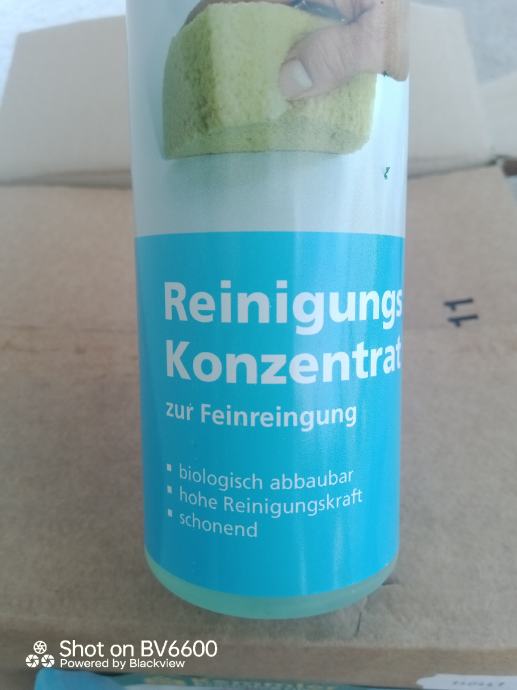 Reinigungs
Konzentrat
zur Feinreingung
biologisch abbaubar
hohe Reinigungskraft
schonend
11
Shot on BV6600
Powered by Blackview